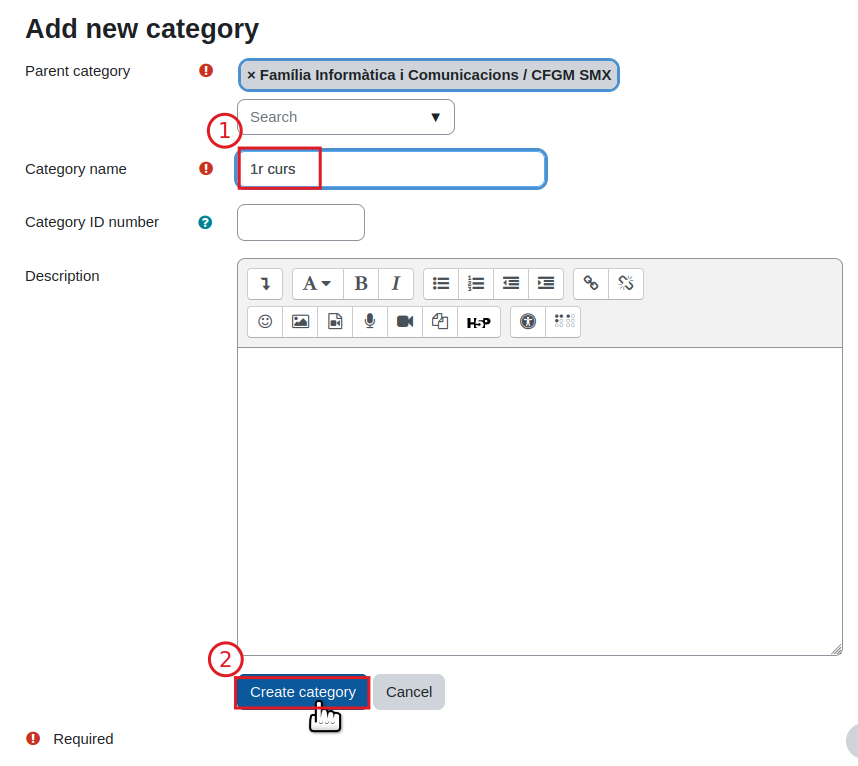 Add new category
Parent category
× Família Informàtica i Comunicacions / CFGM SMX
Search ▼
1
Category name
1r curs
Category ID number
Description
A B I
H5P
2
Create category Cancel
Required